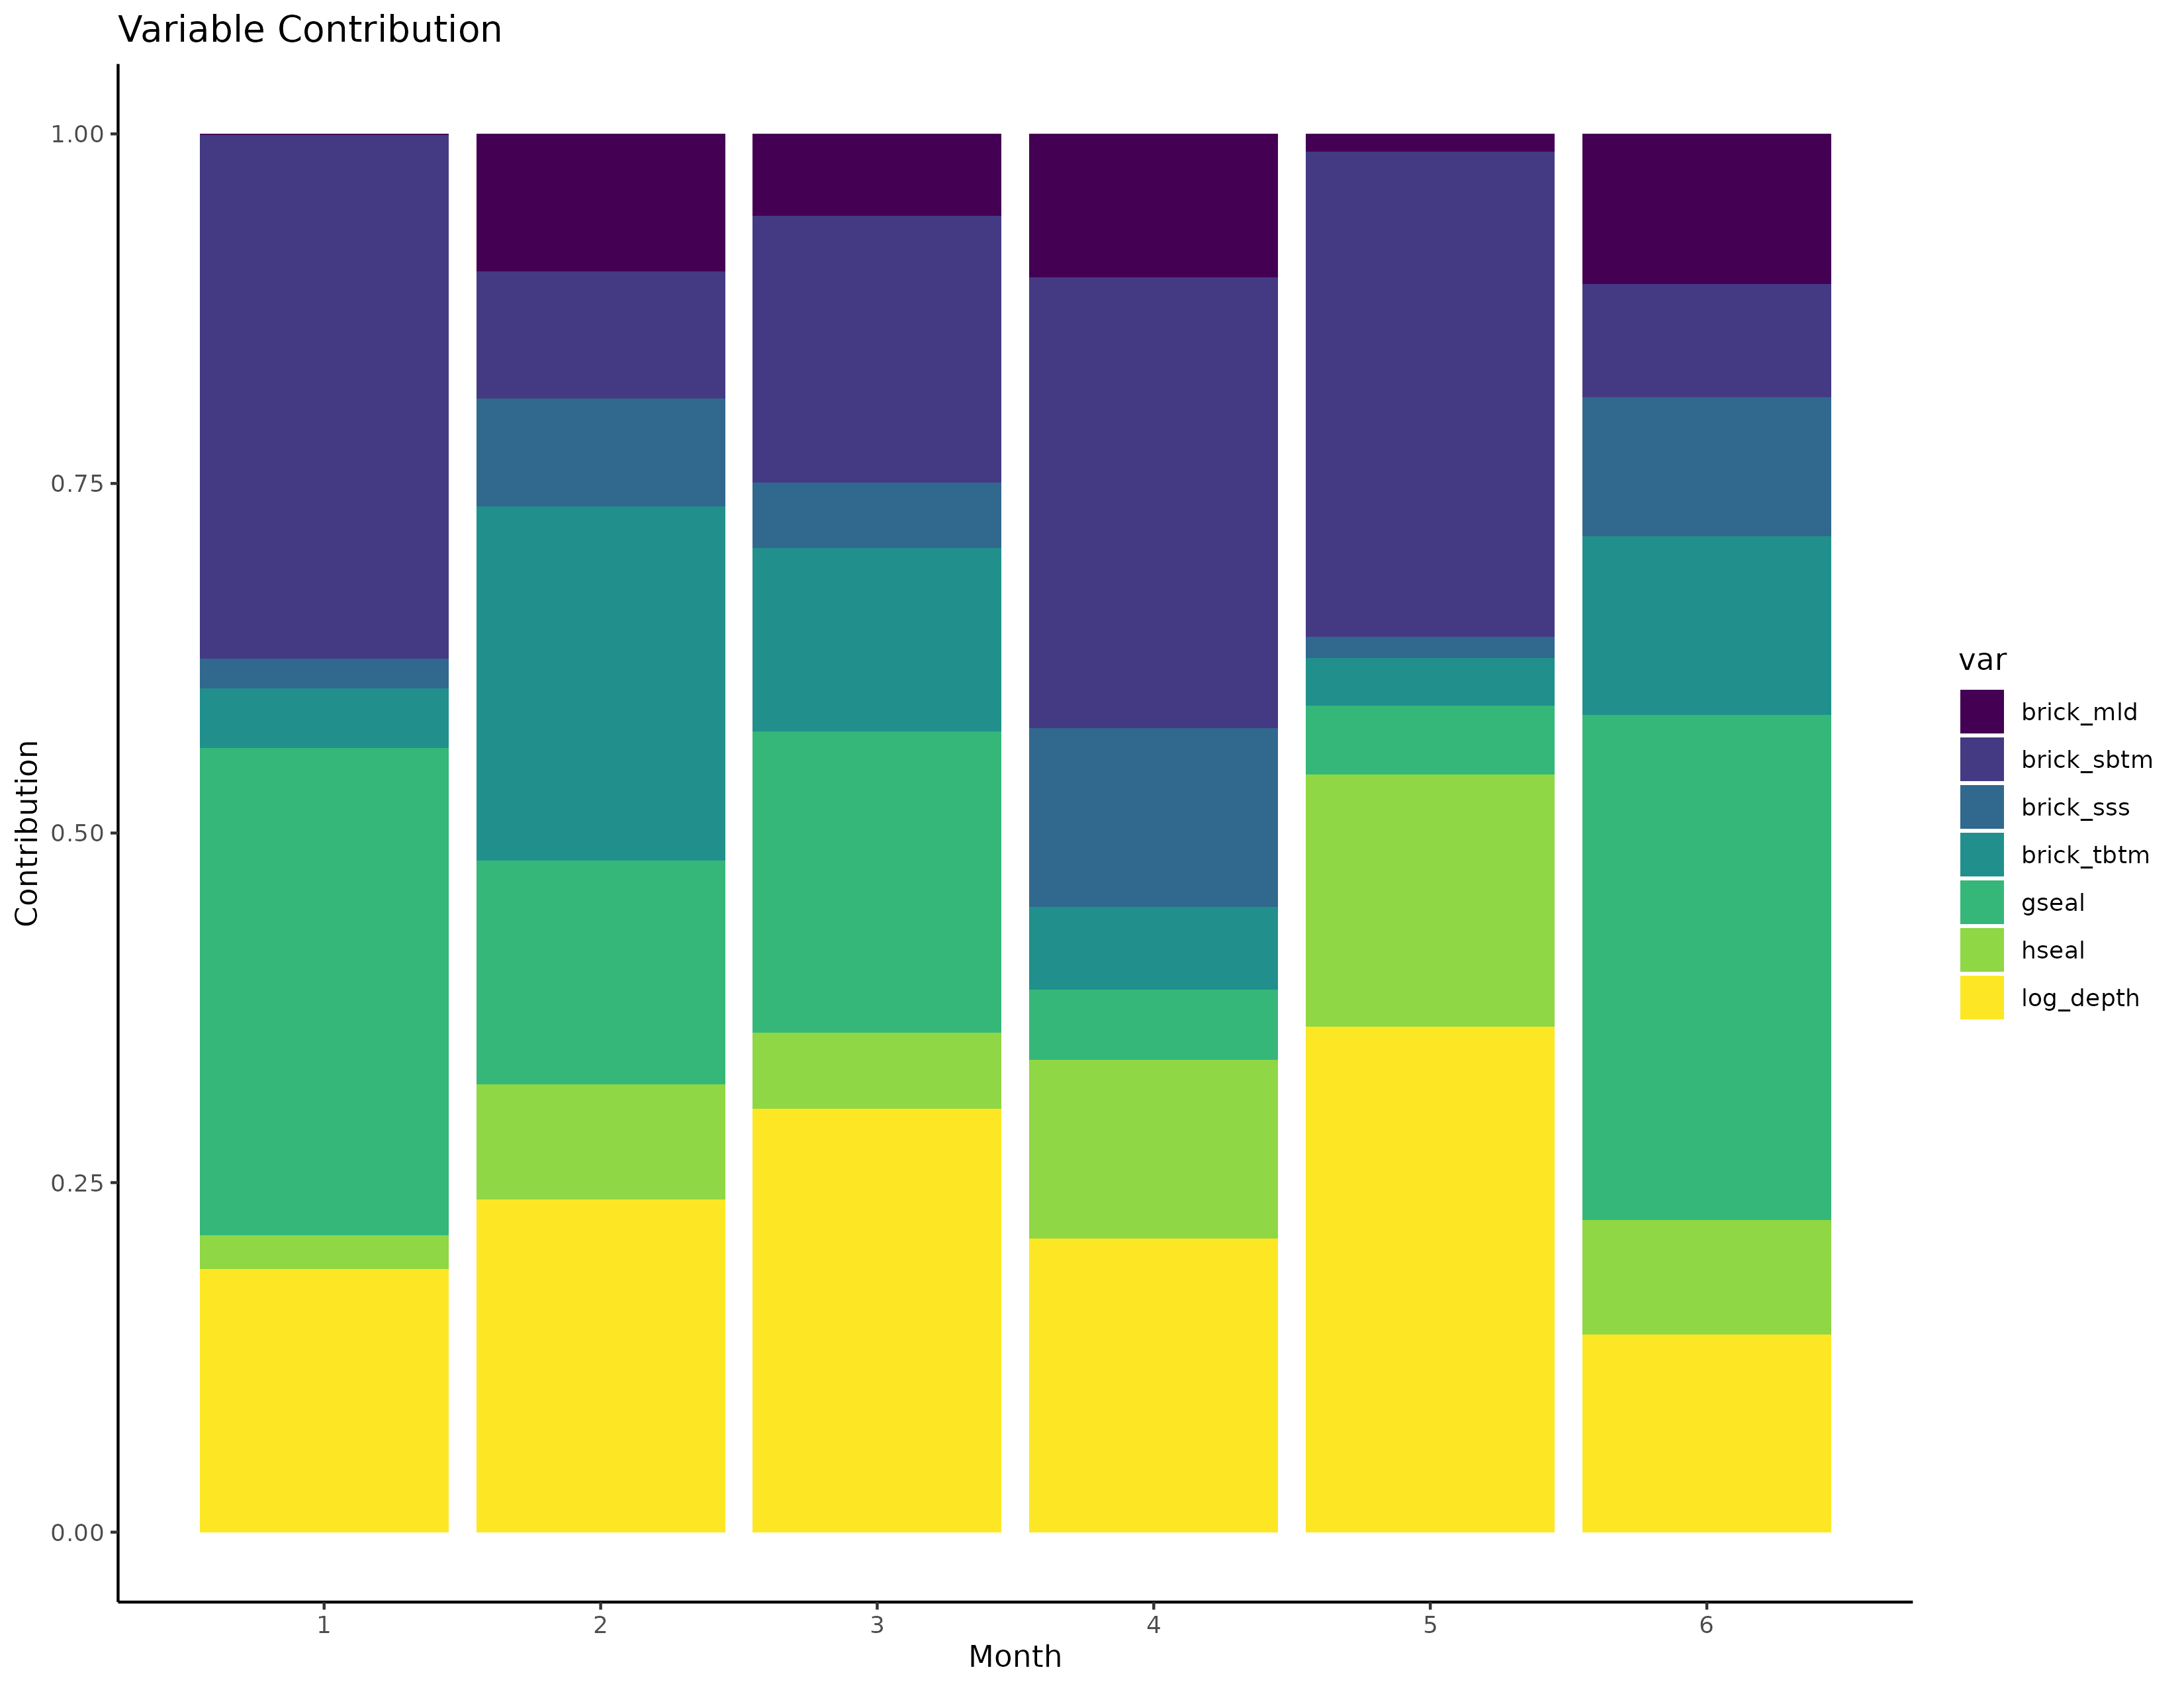 Variable Contribution
1.00
0.75
0.50
0.25
0.00
Contribution
1 2 3 4 5 6
Month
var
brick_mld
brick_sbtm
brick_sss
brick_tbtm
gseal
hseal
log_depth